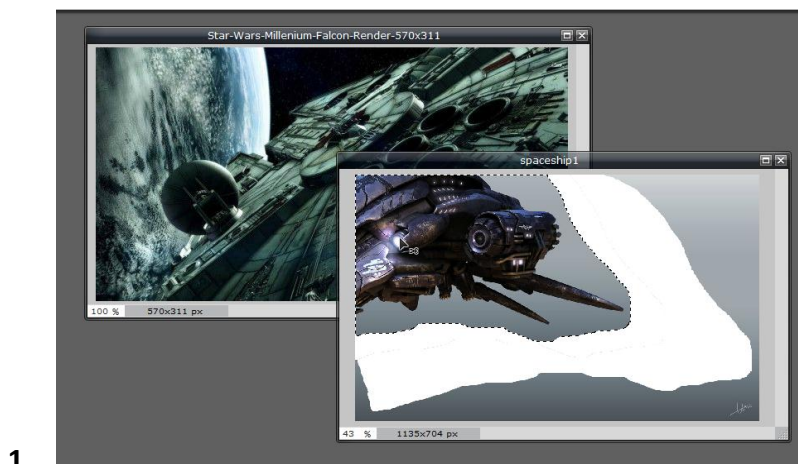 Star-Wars-Millenium-Falcon-Render-570x311
spaceship1
100 % 570x311 px
43 % 1135x704 px
1